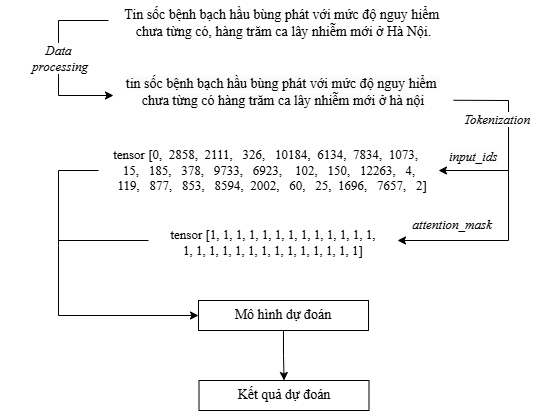 Tin sốc bệnh bạch hầu bùng phát với mức độ nguy hiểm
chưa từng có, hàng trăm ca lây nhiễm mới ở Hà Nội.
Data
processing
tin sốc bệnh bạch hầu bùng phát với mức độ nguy hiểm
chưa từng có hàng trăm ca lây nhiễm mới ở hà nội
Tokenization
tensor [0, 2858, 2111, 326, 10184, 6134, 7834, 1073,
15, 185, 378, 9733, 6923, 102, 150, 12263, 4,
119, 877, 853, 8594, 2002, 60, 25, 1696, 7657, 2]
input_ids
attention_mask
tensor [1, 1, 1, 1, 1, 1, 1, 1, 1, 1, 1, 1, 1,
1, 1, 1, 1, 1, 1, 1, 1, 1, 1, 1, 1, 1, 1]
Mô hình dự đoán
Kết quả dự đoán